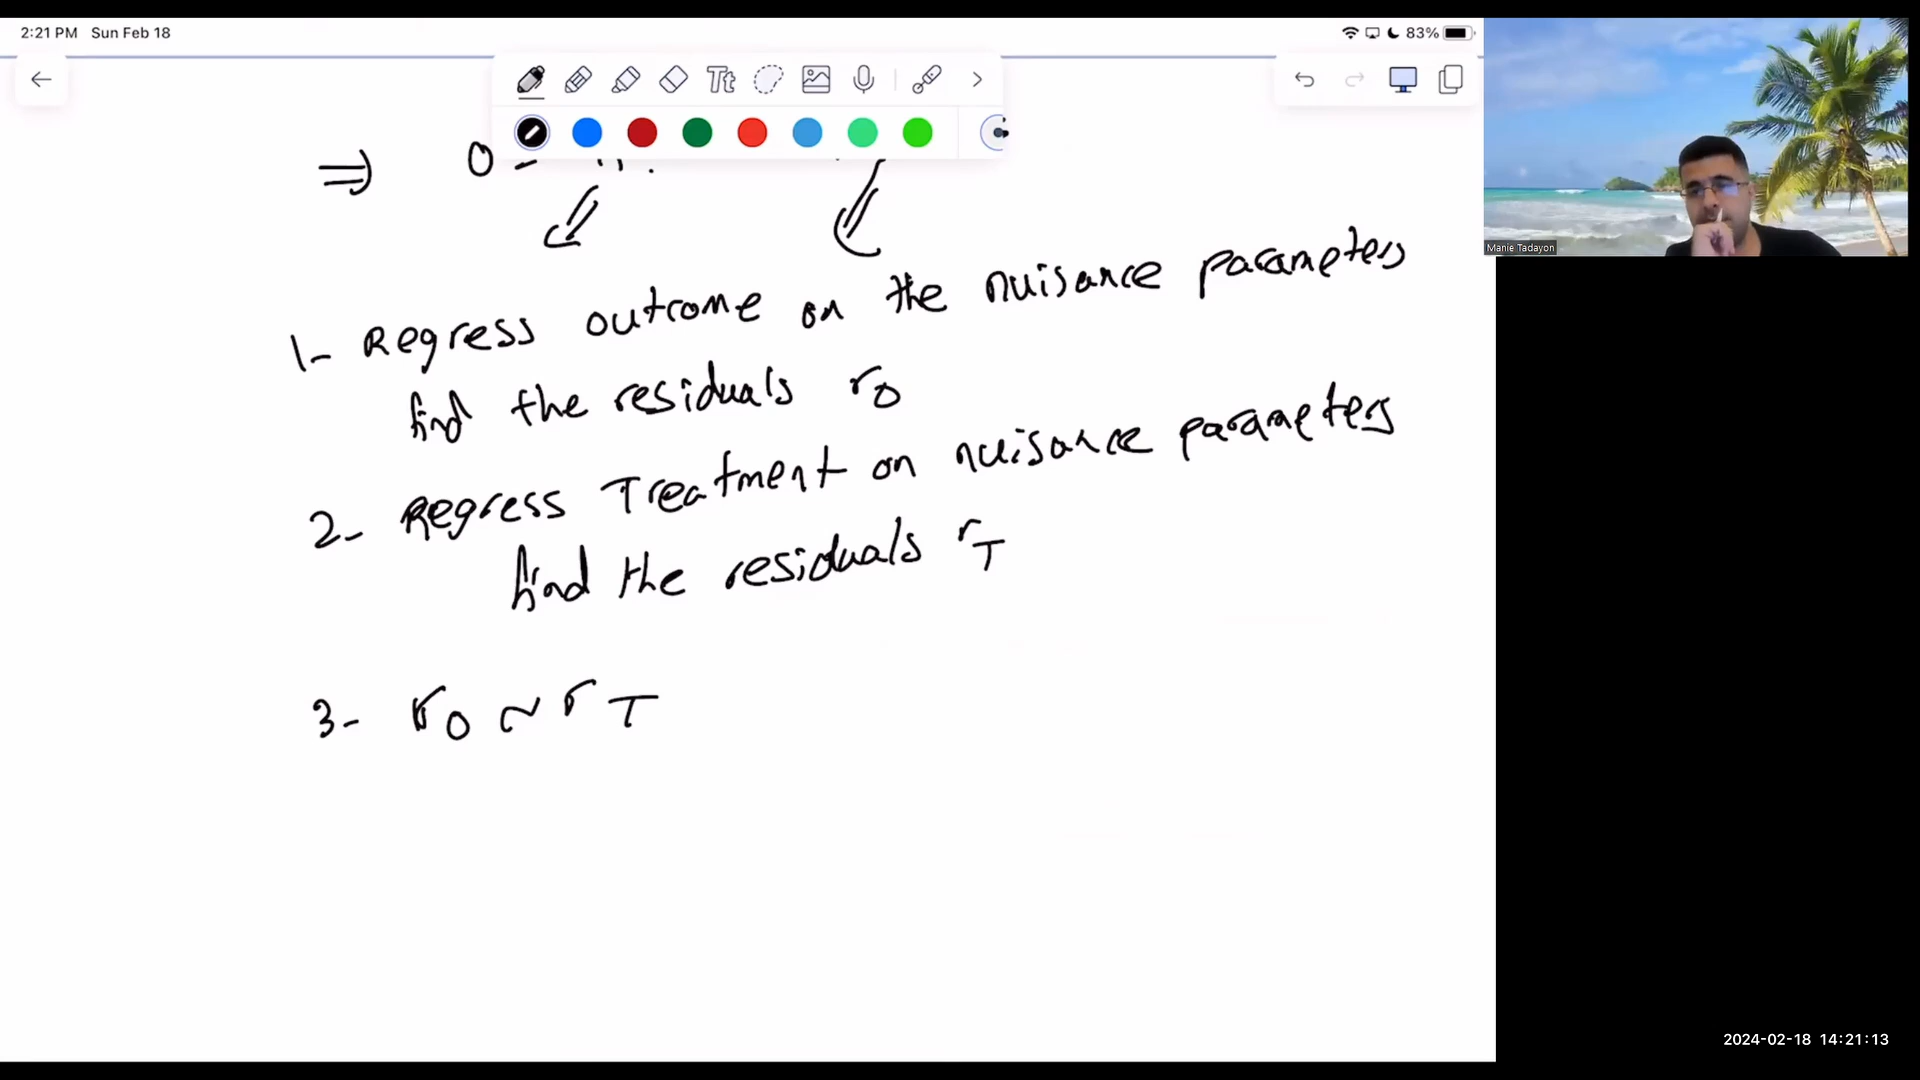 2:21 PM Sun Feb 18
83%
Tt
⇒ O =
1- Regress outcome on the nuisance parameters
find the residuals r_O
2- Regress Treatment on nuisance parameters
find the residuals r_T
3- r_O ~ r_T
Manie Tadayon
2024-02-18 14:21:13